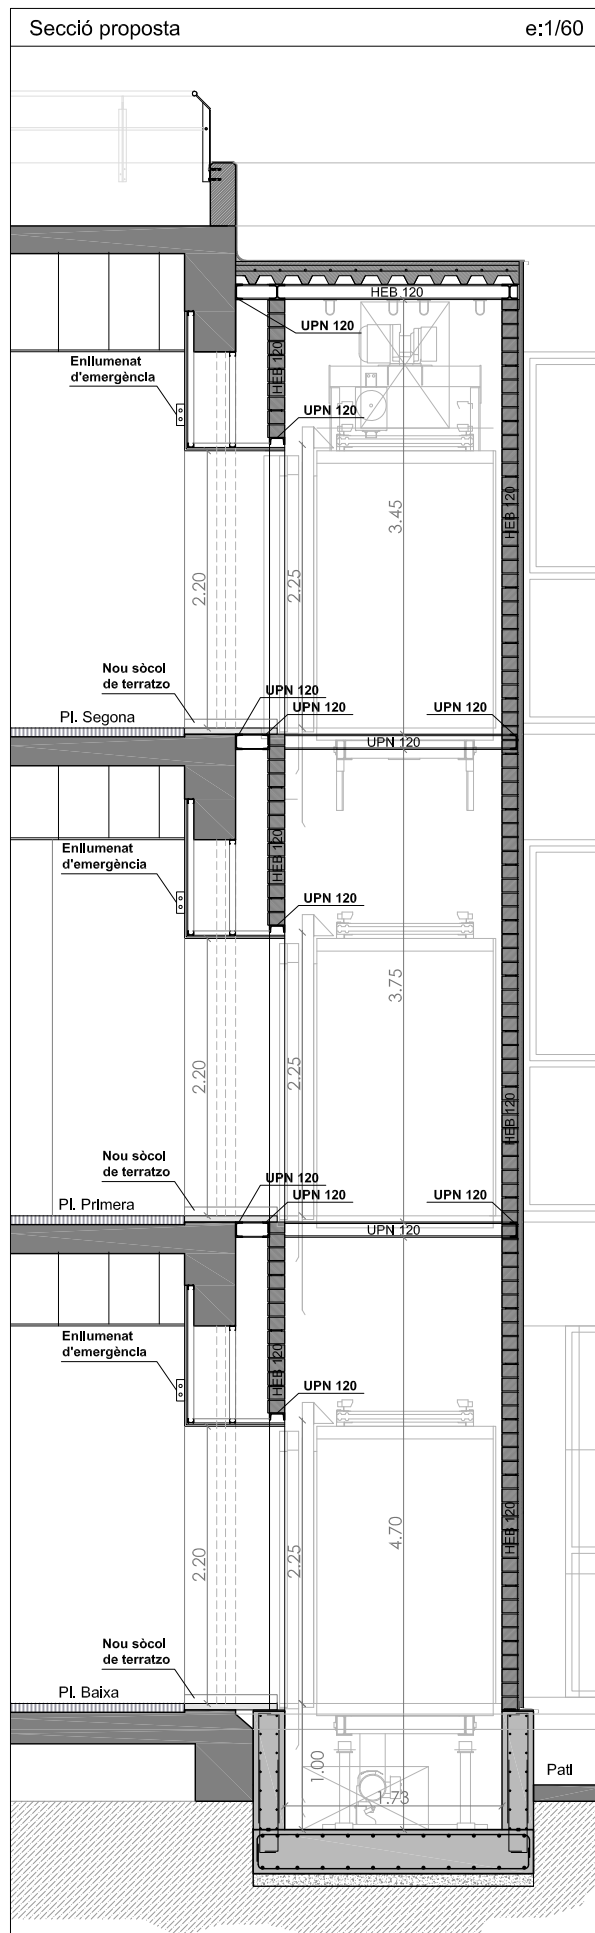 Secció proposta
e:1/60
HEB 120
UPN 120
HEB 120
Enllumenat
d'emergència
UPN 120
3.45
HEB 120
2.20
2.25
Nou sòcol
de terratzo
UPN 120
Pl. Segona
UPN 120
UPN 120
UPN 120
Enllumenat
d'emergència
HEB 120
UPN 120
3.75
2.20
2.25
HEB 120
Nou sòcol
de terratzo
UPN 120
Pl. Primera
UPN 120
UPN 120
UPN 120
Enllumenat
d'emergència
HEB 120
UPN 120
4.70
HEB 120
2.20
2.25
Nou sòcol
de terratzo
Pl. Baixa
1.00
1.73
Pati